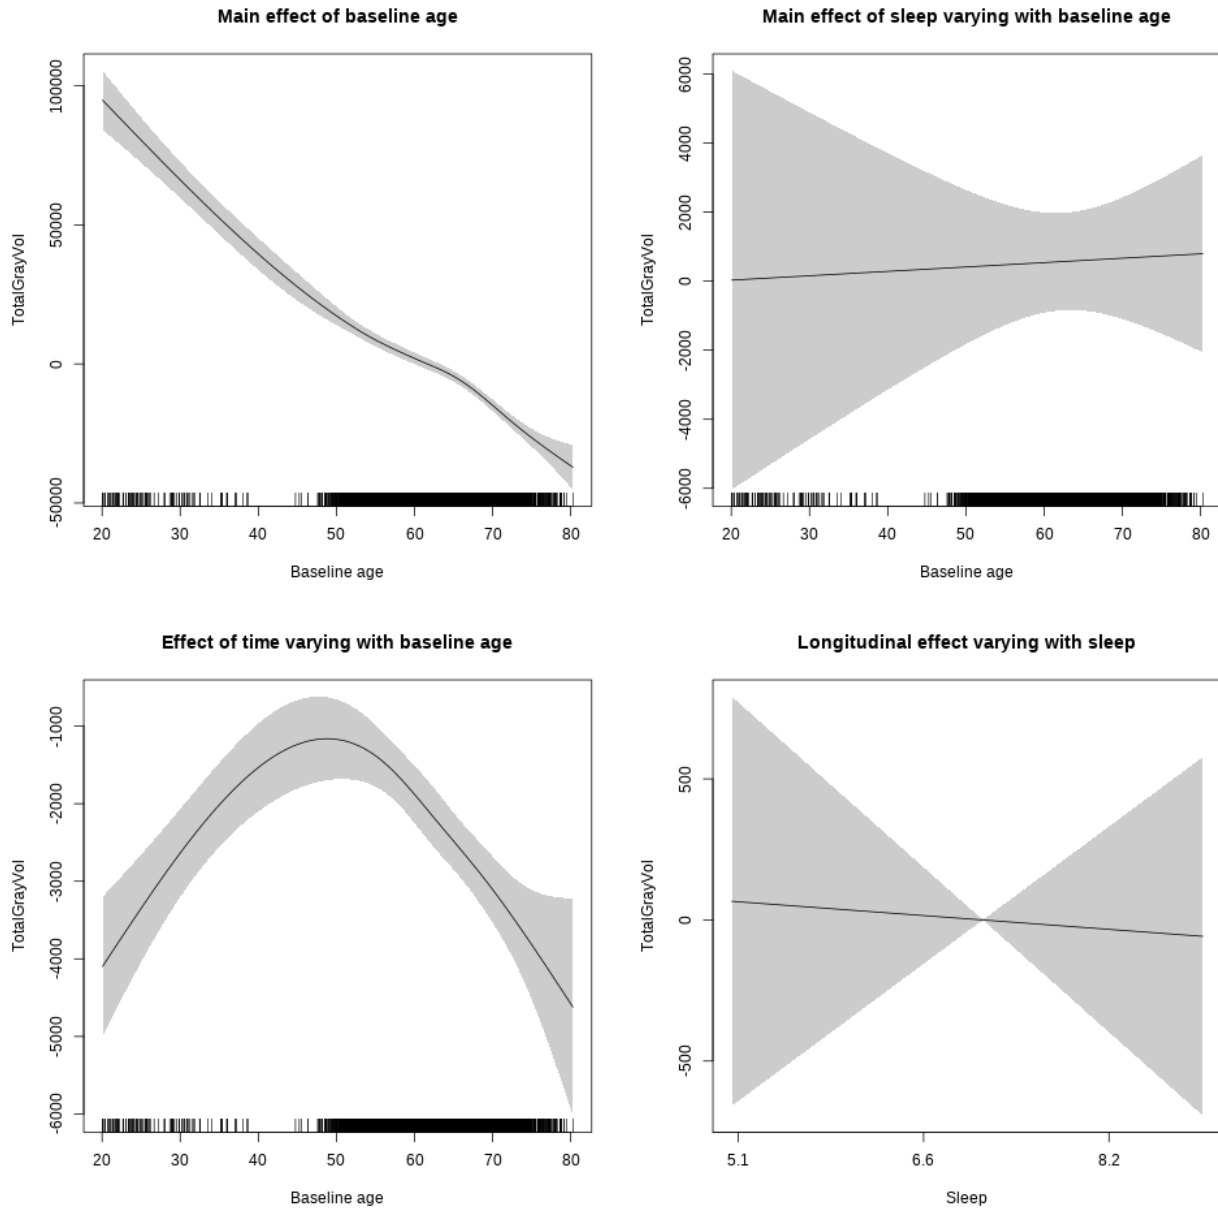 Main effect of baseline age
TotalGrayVol
100000
50000
0
-50000
20 30 40 50 60 70 80
Baseline age
Main effect of sleep varying with baseline age
TotalGrayVol
6000
4000
2000
0
-2000
-4000
-6000
20 30 40 50 60 70 80
Baseline age
Effect of time varying with baseline age
TotalGrayVol
-1000
-2000
-3000
-4000
-5000
-6000
20 30 40 50 60 70 80
Baseline age
Longitudinal effect varying with sleep
TotalGrayVol
500
0
-500
5.1 6.6 8.2
Sleep